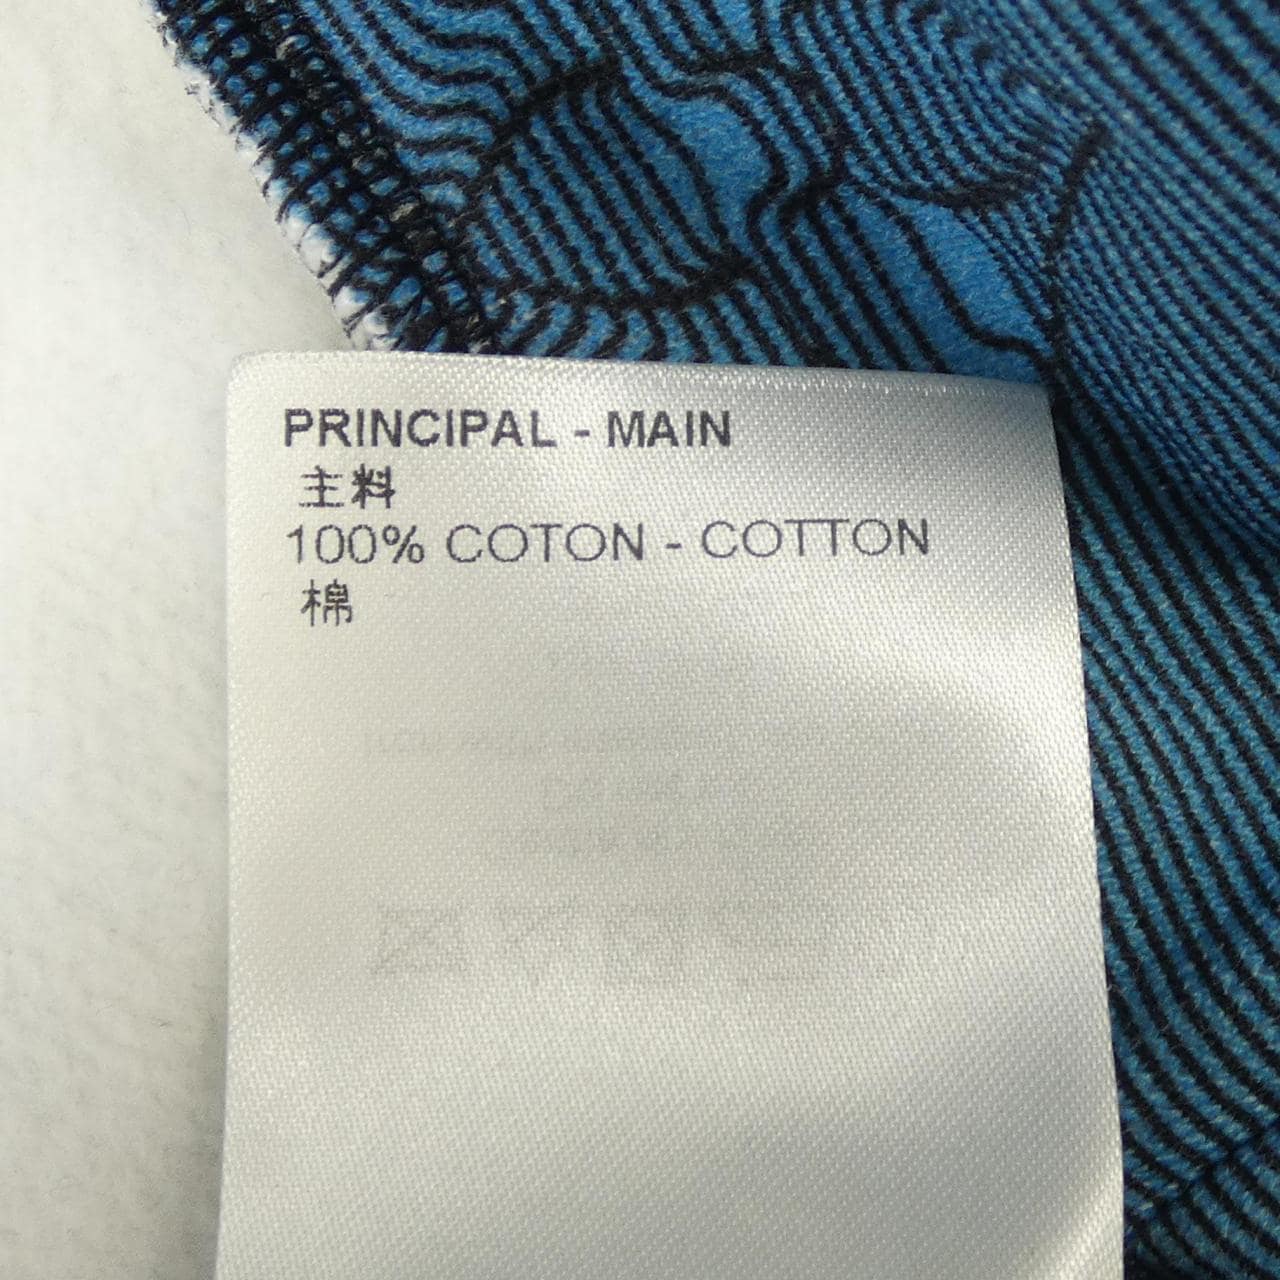 PRINCIPAL - MAIN
主料
100% COTON - COTTON
棉